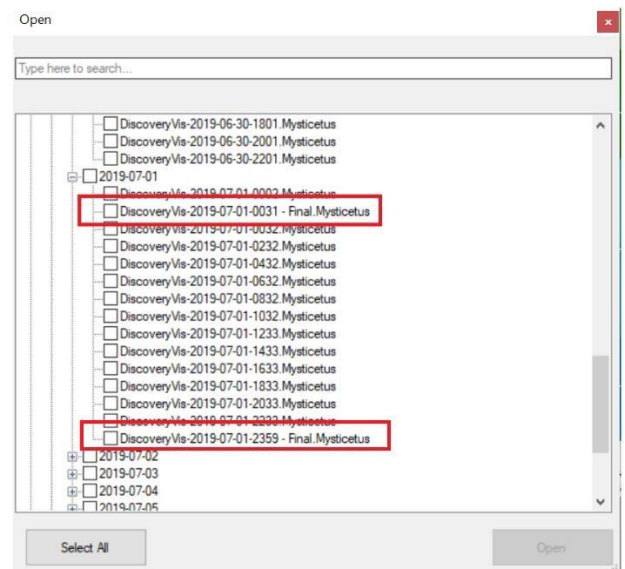 Open
Type here to search...
DiscoveryVis-2019-06-30-1801.Mysticetus
DiscoveryVis-2019-06-30-2001.Mysticetus
DiscoveryVis-2019-06-30-2201.Mysticetus
2019-07-01
DiscoveryVis-2019-07-01-0002.Mysticetus
DiscoveryVis-2019-07-01-0031 - Final.Mysticetus
DiscoveryVis-2019-07-01-0032.Mysticetus
DiscoveryVis-2019-07-01-0232.Mysticetus
DiscoveryVis-2019-07-01-0432.Mysticetus
DiscoveryVis-2019-07-01-0632.Mysticetus
DiscoveryVis-2019-07-01-0832.Mysticetus
DiscoveryVis-2019-07-01-1032.Mysticetus
DiscoveryVis-2019-07-01-1233.Mysticetus
DiscoveryVis-2019-07-01-1433.Mysticetus
DiscoveryVis-2019-07-01-1633.Mysticetus
DiscoveryVis-2019-07-01-1833.Mysticetus
DiscoveryVis-2019-07-01-2033.Mysticetus
DiscoveryVis-2019-07-01-2233.Mysticetus
DiscoveryVis-2019-07-01-2359 - Final.Mysticetus
2019-07-02
2019-07-03
2019-07-04
2019-07-05
Select All
Open